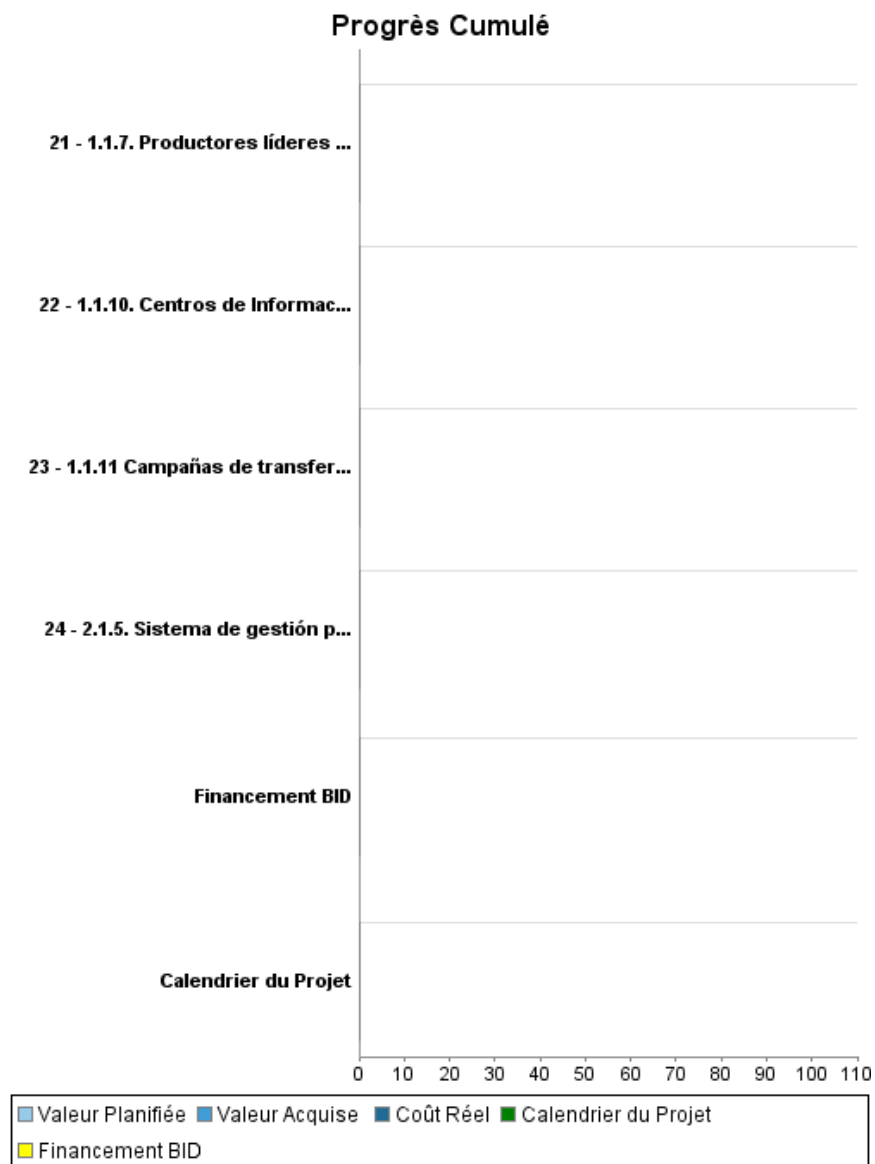 Progrès Cumulé
21 - 1.1.7. Productores líderes ...
22 - 1.1.10. Centros de Informac...
23 - 1.1.11 Campañas de transfer...
24 - 2.1.5. Sistema de gestión p...
Financement BID
Calendrier du Projet
0 10 20 30 40 50 60 70 80 90 100 110
Valeur Planifiée Valeur Acquise Coût Réel Calendrier du Projet
Financement BID